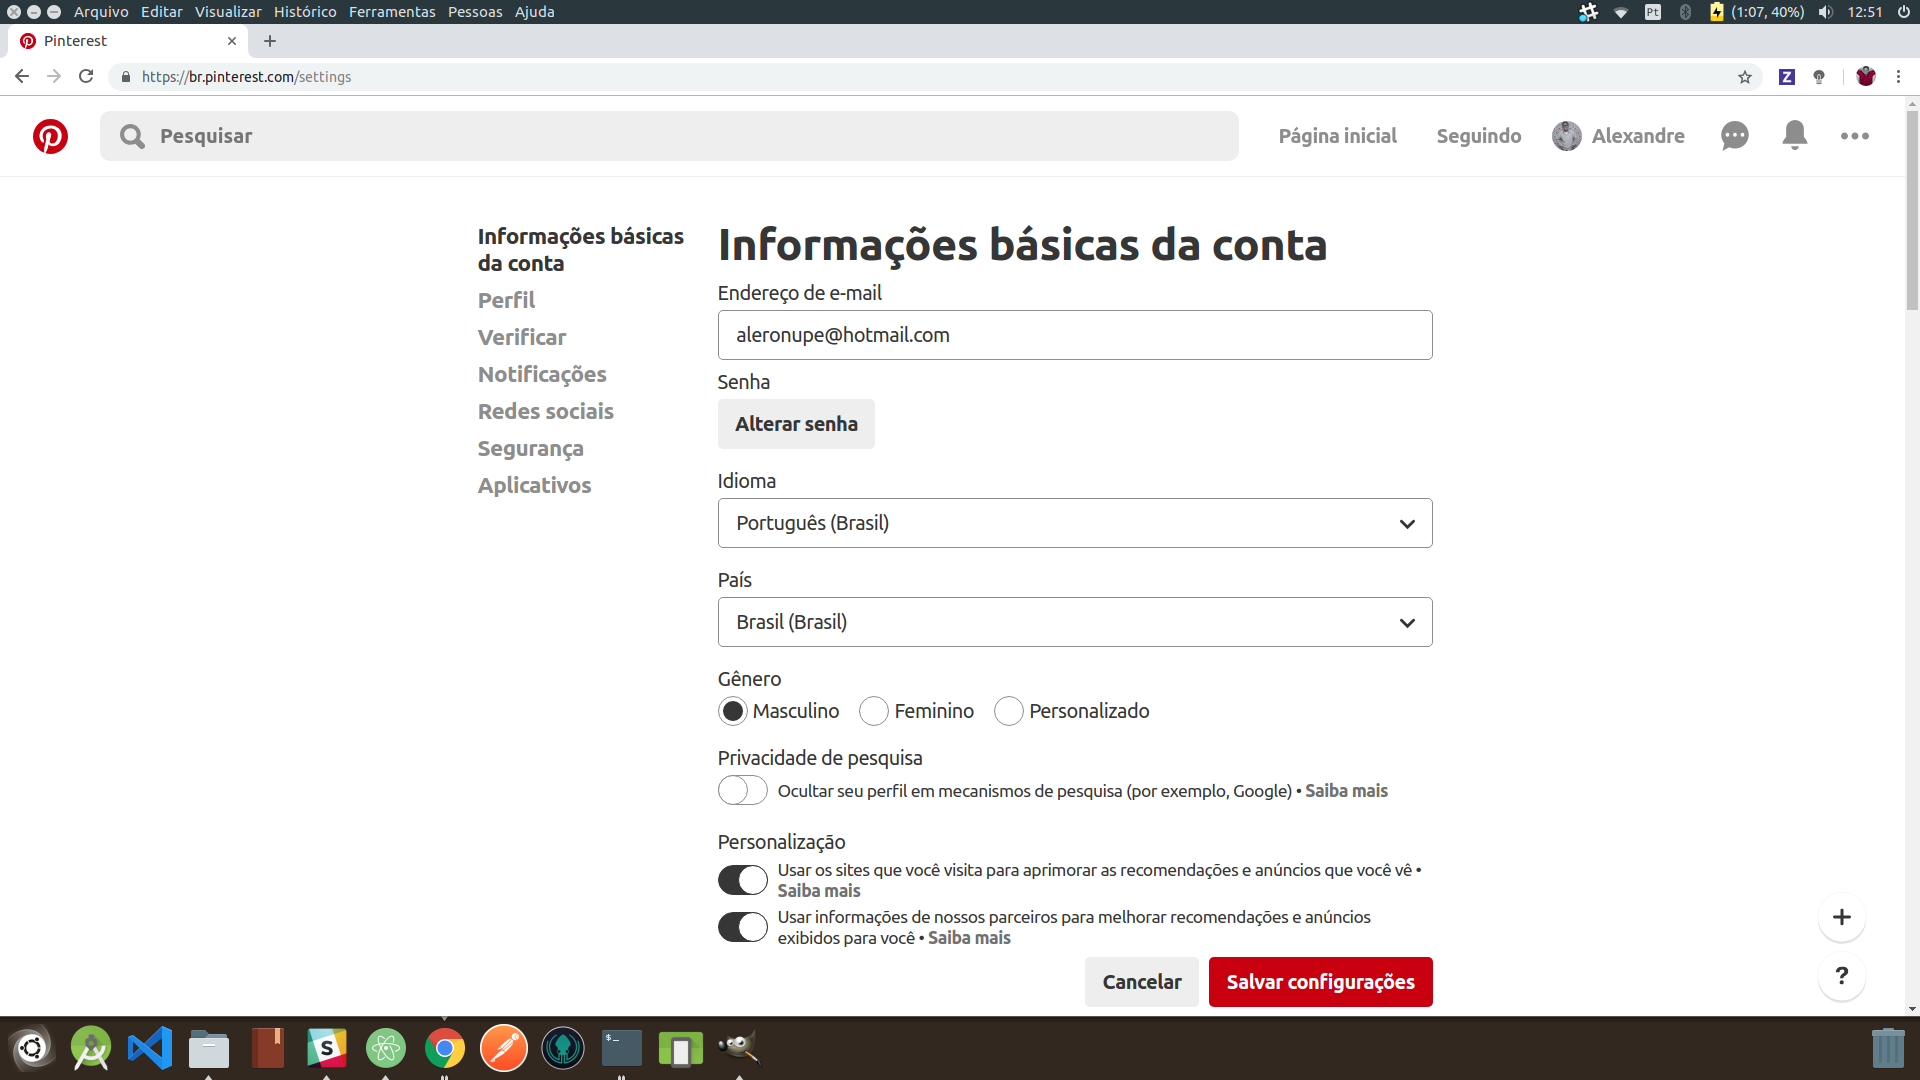 Arquivo Editar Visualizar Histórico Ferramentas Pessoas Ajuda
Pt (1:07, 40%) 12:51
Pinterest
https://br.pinterest.com/settings
Z
Pesquisar
Página inicial Seguindo Alexandre
Informações básicas
da conta
Perfil
Verificar
Notificações
Redes sociais
Segurança
Aplicativos
Informações básicas da conta
Endereço de e-mail
aleronupe@hotmail.com
Senha
Alterar senha
Idioma
Português (Brasil)
País
Brasil (Brasil)
Gênero
Masculino Feminino Personalizado
Privacidade de pesquisa
Ocultar seu perfil em mecanismos de pesquisa (por exemplo, Google) • Saiba mais
Personalização
Usar os sites que você visita para aprimorar as recomendações e anúncios que você vê •
Saiba mais
Usar informações de nossos parceiros para melhorar recomendações e anúncios
exibidos para você • Saiba mais
Cancelar Salvar configurações
+
?
S
$_